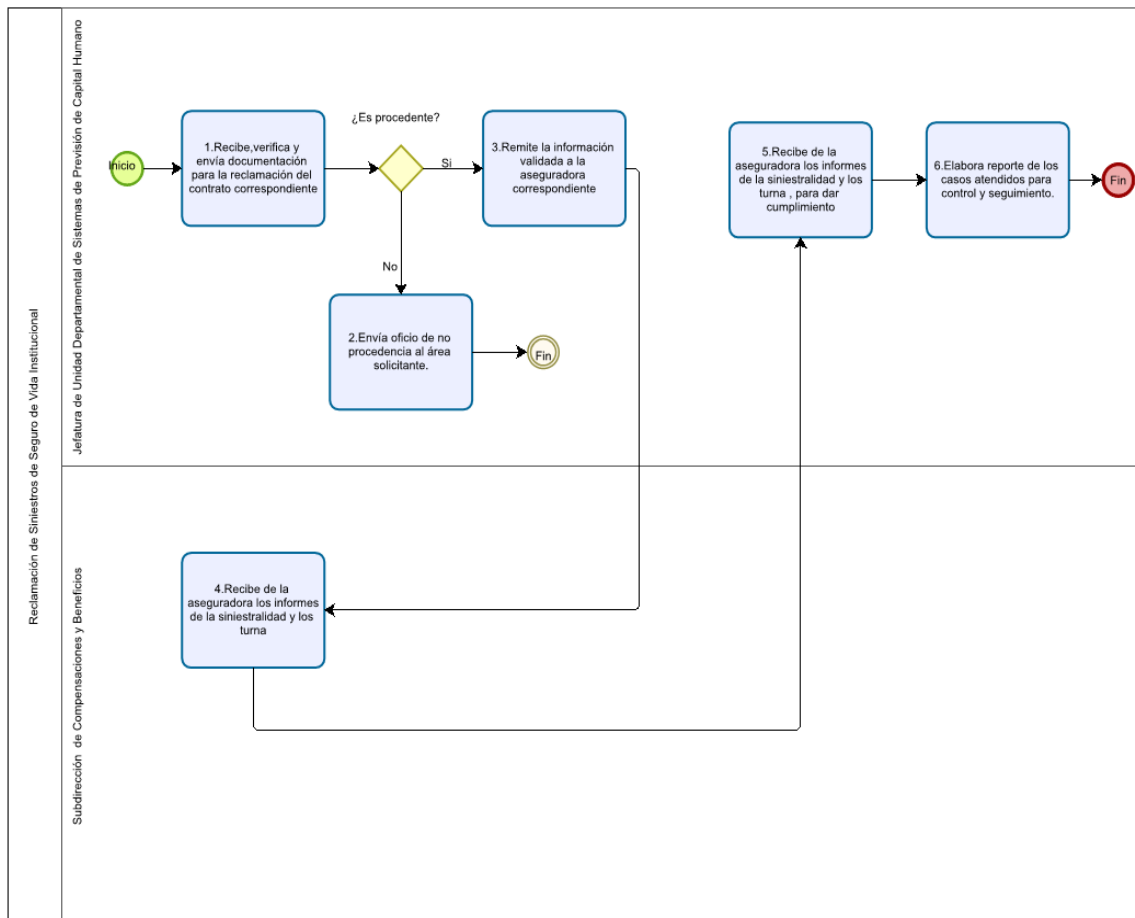 Reclamación de Siniestros de Seguro de Vida Institucional
Jefatura de Unidad Departamental de Sistemas de Previsión de Capital Humano
Inicio
1.Recibe,verifica y
envía documentación
para la reclamación del
contrato correspondiente
¿Es procedente?
Si
No
3.Remite la información
validada a la
aseguradora
correspondiente
2.Envía oficio de no
procedencia al área
solicitante.
Fin
5.Recibe de la
aseguradora los informes
de la siniestralidad y los
turna , para dar
cumplimiento
6.Elabora reporte de los
casos atendidos para
control y seguimiento.
Fin
Subdirección de Compensaciones y Beneficios
4.Recibe de la
aseguradora los informes
de la siniestralidad y los
turna